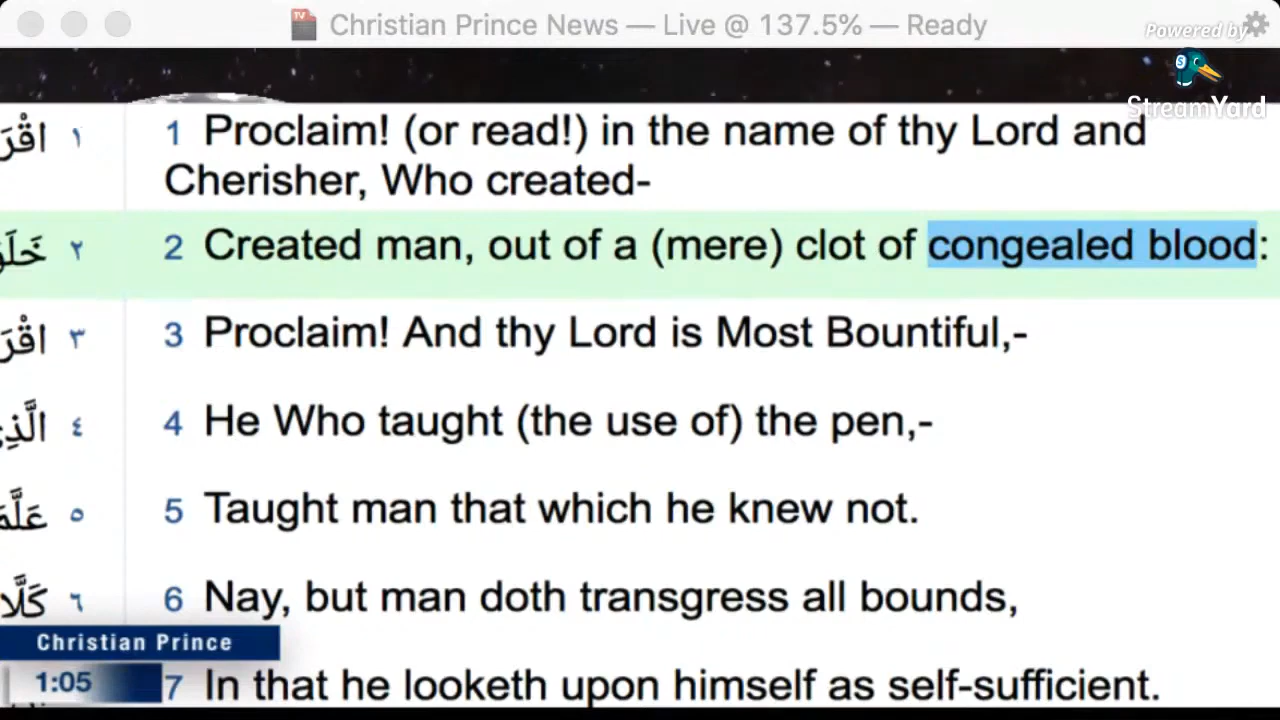 Christian Prince News — Live @ 137.5% — Ready
Powered by
StreamYard
١ اقْرَ
1 Proclaim! (or read!) in the name of thy Lord and
Cherisher, Who created-
٢
2 Created man, out of a (mere) clot of congealed blood:
٣ اقْرَ
3 Proclaim! And thy Lord is Most Bountiful,-
٤
4 He Who taught (the use of) the pen,-
٥
5 Taught man that which he knew not.
٦
6 Nay, but man doth transgress all bounds,
Christian Prince
1:05
7 In that he looketh upon himself as self-sufficient.